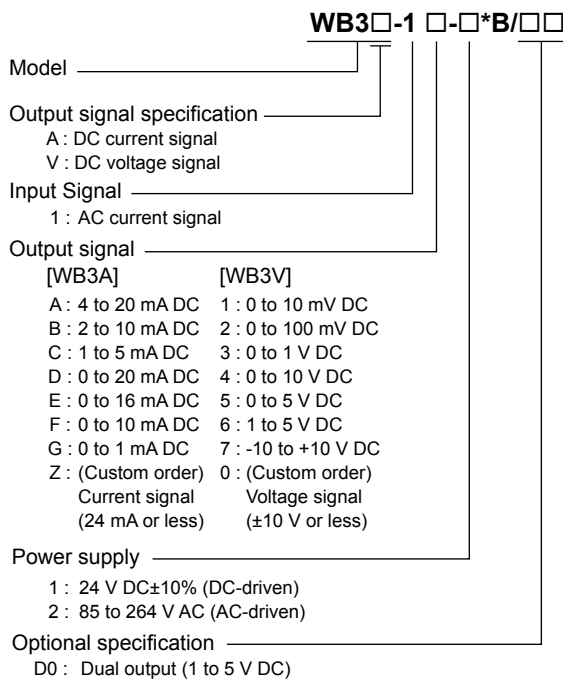 WB3□-1 □-□*B/□□
Model
Output signal specification
A : DC current signal
V : DC voltage signal
Input Signal
1 : AC current signal
Output signal
[WB3A] [WB3V]
A : 4 to 20 mA DC 1 : 0 to 10 mV DC
B : 2 to 10 mA DC 2 : 0 to 100 mV DC
C : 1 to 5 mA DC 3 : 0 to 1 V DC
D : 0 to 20 mA DC 4 : 0 to 10 V DC
E : 0 to 16 mA DC 5 : 0 to 5 V DC
F : 0 to 10 mA DC 6 : 1 to 5 V DC
G : 0 to 1 mA DC 7 : -10 to +10 V DC
Z : (Custom order) 0 : (Custom order)
Current signal Voltage signal
(24 mA or less) (±10 V or less)
Power supply
1 : 24 V DC±10% (DC-driven)
2 : 85 to 264 V AC (AC-driven)
Optional specification
D0 : Dual output (1 to 5 V DC)